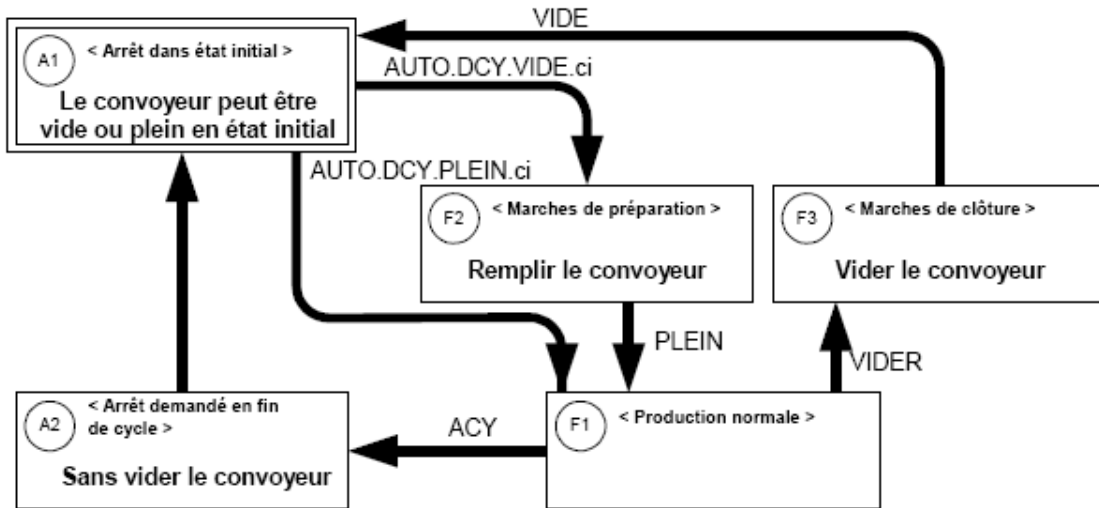 VIDE
A1
< Arrêt dans état initial >
Le convoyeur peut être
vide ou plein en état initial
AUTO.DCY.VIDE.ci
AUTO.DCY.PLEIN.ci
F2
< Marches de préparation >
Remplir le convoyeur
F3
< Marches de clôture >
Vider le convoyeur
PLEIN
VIDER
A2
< Arrêt demandé en fin
de cycle >
Sans vider le convoyeur
ACY
F1
< Production normale >